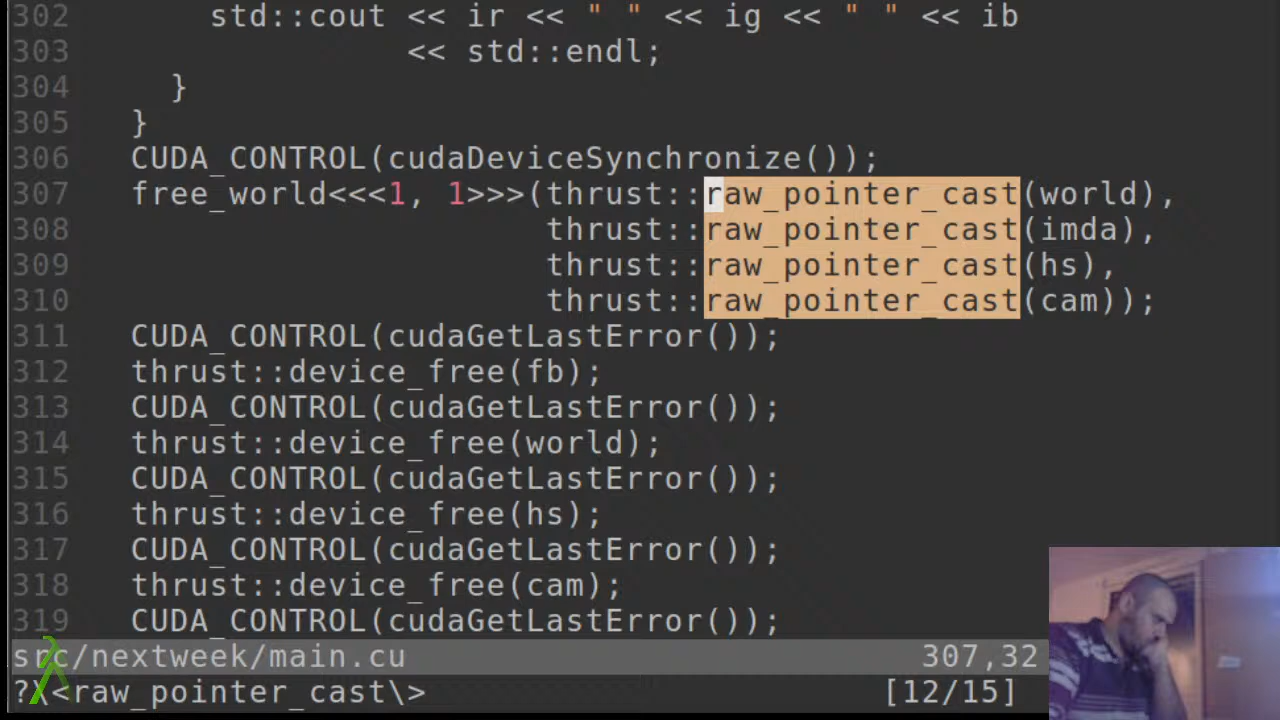 302 std::cout << ir << " " << ig << " " << ib
303 << std::endl;
304 }
305 }
306 CUDA_CONTROL(cudaDeviceSynchronize());
307 free_world<<<1, 1>>>(thrust::raw_pointer_cast(world),
308 thrust::raw_pointer_cast(imda),
309 thrust::raw_pointer_cast(hs),
310 thrust::raw_pointer_cast(cam));
311 CUDA_CONTROL(cudaGetLastError());
312 thrust::device_free(fb);
313 CUDA_CONTROL(cudaGetLastError());
314 thrust::device_free(world);
315 CUDA_CONTROL(cudaGetLastError());
316 thrust::device_free(hs);
317 CUDA_CONTROL(cudaGetLastError());
318 thrust::device_free(cam);
319 CUDA_CONTROL(cudaGetLastError());
src/nextweek/main.cu 307,32
?\<raw_pointer_cast\> [12/15]